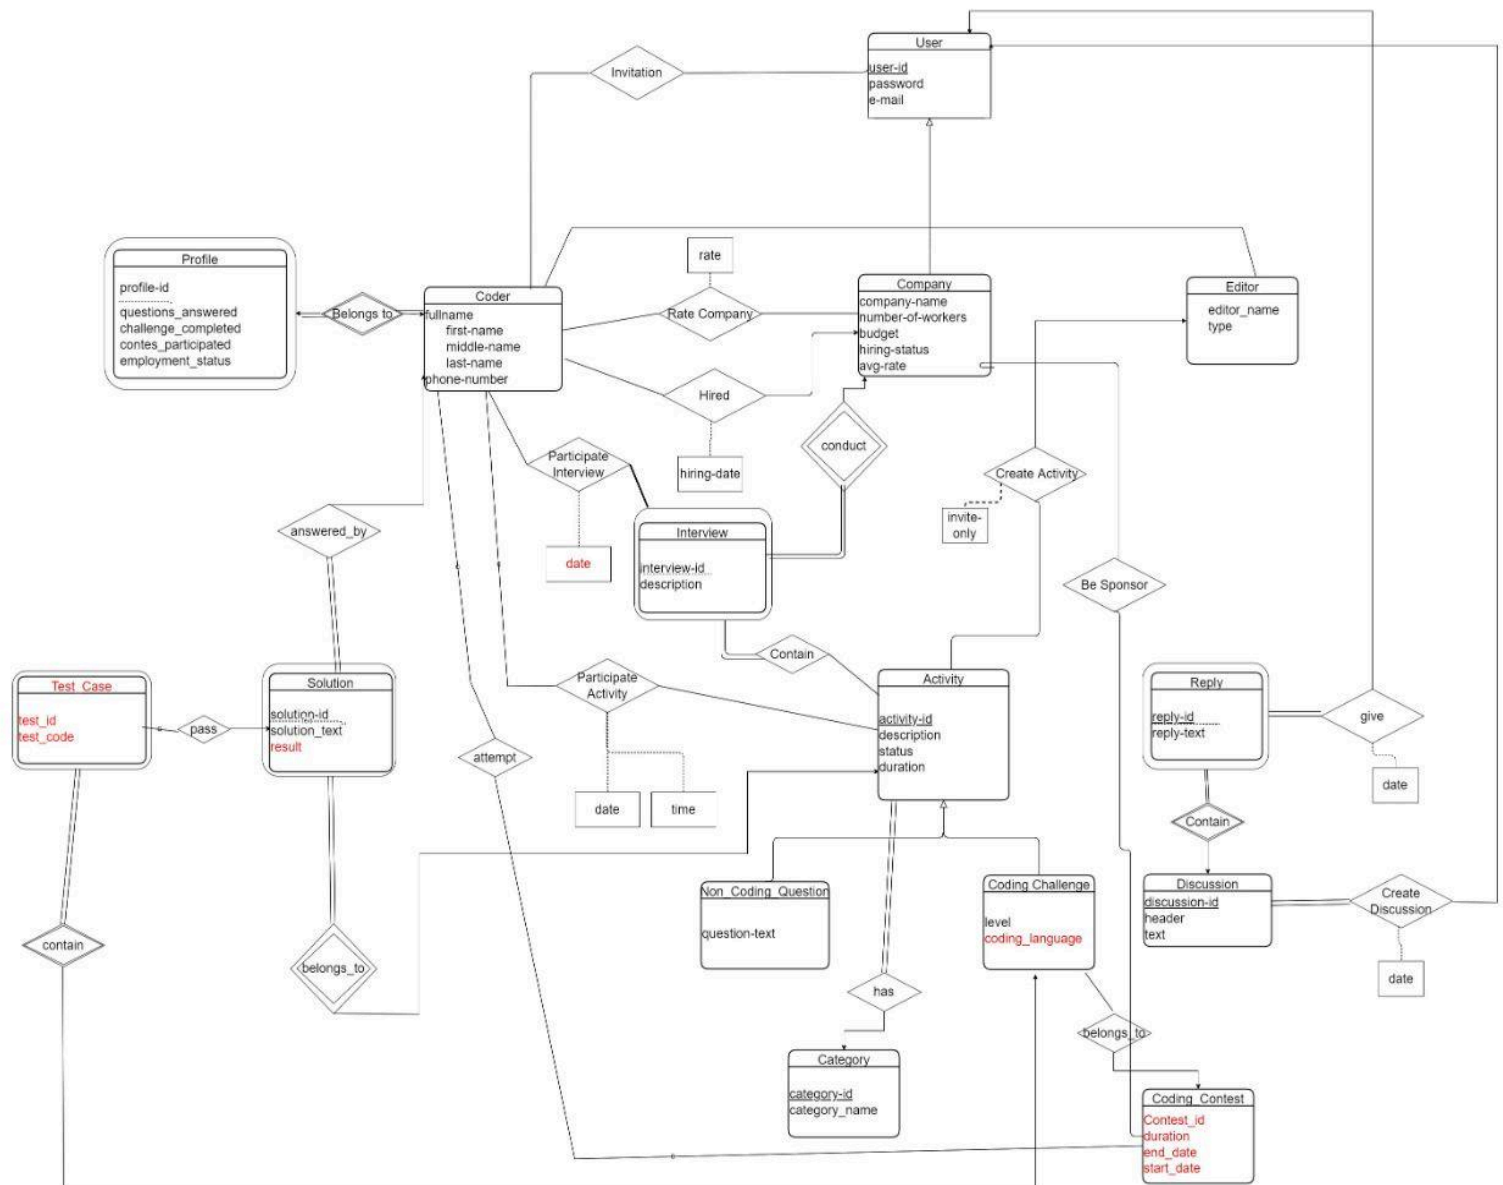 User
user-id
password
e-mail
Invitation
Profile
profile-id
questions_answered
challenge_completed
contes_participated
employment_status
Belongs to
Coder
fullname
first-name
middle-name
last-name
phone-number
rate
Rate Company
Company
company-name
number-of-workers
budget
hiring-status
avg-rate
Editor
editor_name
type
Hired
hiring-date
conduct
Participate
Interview
date
Create Activity
invite-
only
answered_by
Interview
interview-id
description
Be Sponsor
Contain
Test_Case
test_id
test_code
pass
Solution
solution-id
solution_text
result
Participate
Activity
date
time
attempt
Activity
activity-id
description
status
duration
Reply
reply-id
reply-text
give
date
Contain
Non_Coding_Question
question-text
Coding Challenge
level
coding_language
Discussion
discussion-id
header
text
Create
Discussion
date
contain
belongs_to
has
belongs_to
Category
category-id
category_name
Coding_Contest
Contest_id
duration
end_date
start_date